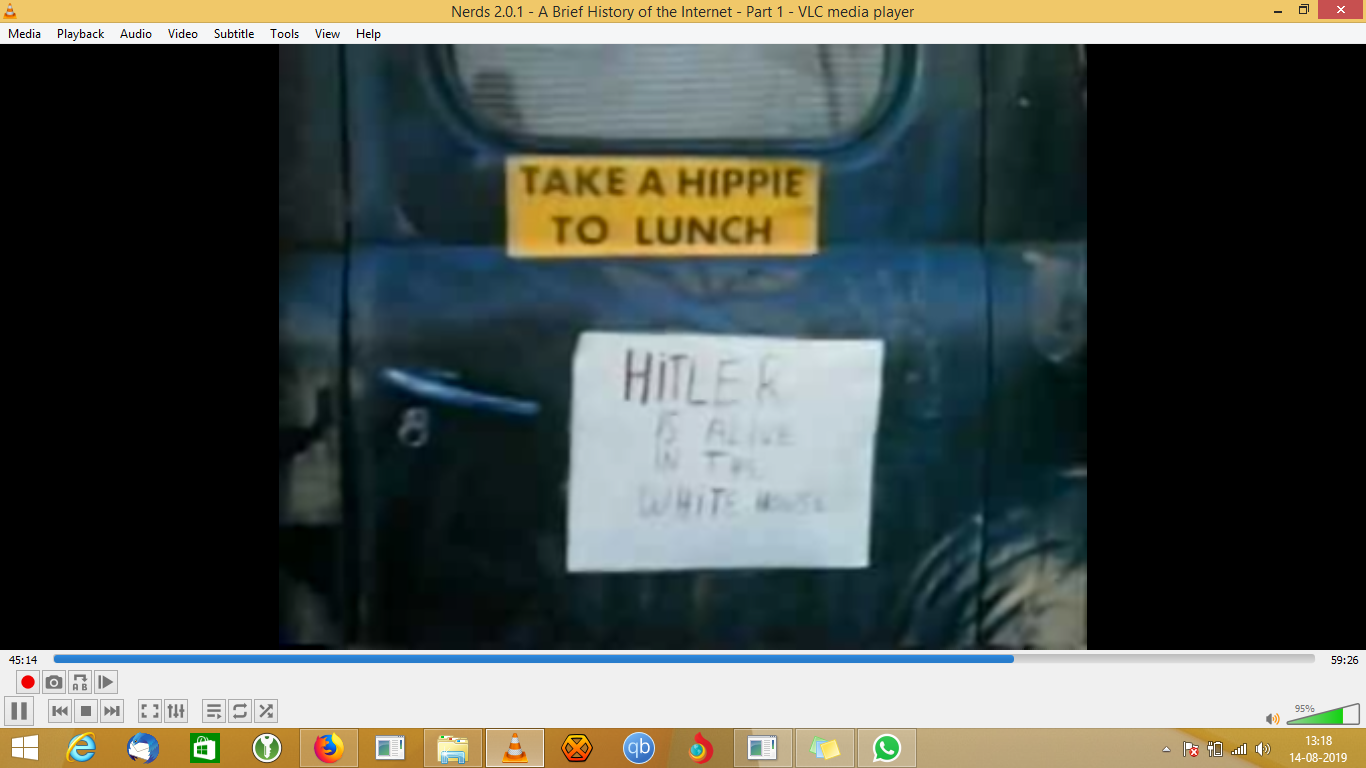 Nerds 2.0.1 - A Brief History of the Internet - Part 1 - VLC media player
Media Playback Audio Video Subtitle Tools View Help
TAKE A HIPPIE
TO LUNCH
HiTLER
IS ALIVE
IN THE
WHiTE HOUSE
8
45:14 59:26
A B
95%
qb
13:18
14-08-2019